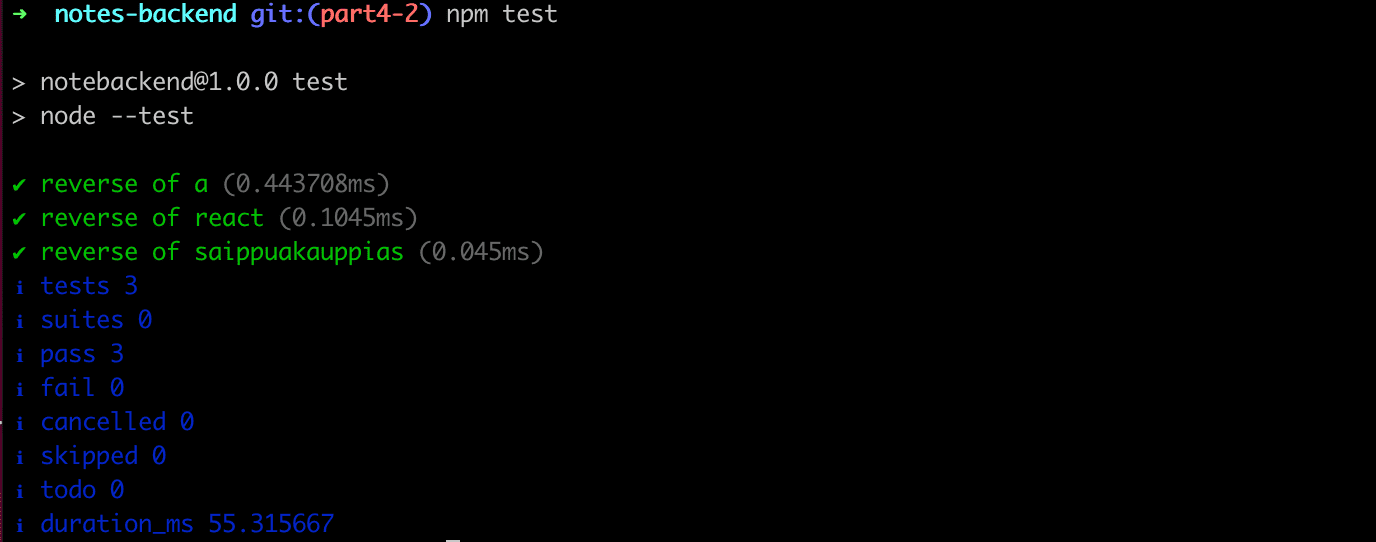 ➜  notes-backend git:(part4-2) npm test
> notebackend@1.0.0 test
> node --test
✔ reverse of a (0.443708ms)
✔ reverse of react (0.1045ms)
✔ reverse of saippuakauppias (0.045ms)
ℹ tests 3
ℹ suites 0
ℹ pass 3
ℹ fail 0
ℹ cancelled 0
ℹ skipped 0
ℹ todo 0
ℹ duration_ms 55.315667